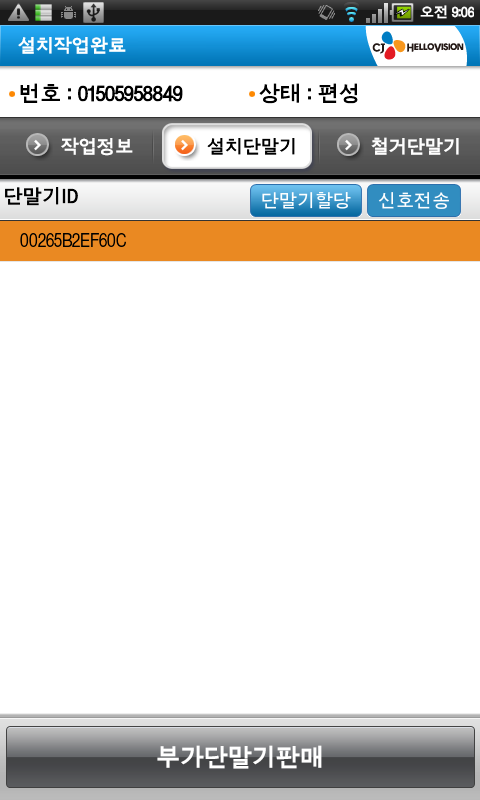 오전 9:06
설치작업완료
CJ HELLOVISION
번호 : 01505958849
상태 : 편성
작업정보
설치단말기
철거단말기
단말기ID
단말기할당
신호전송
00265B2EF60C
부가단말기판매